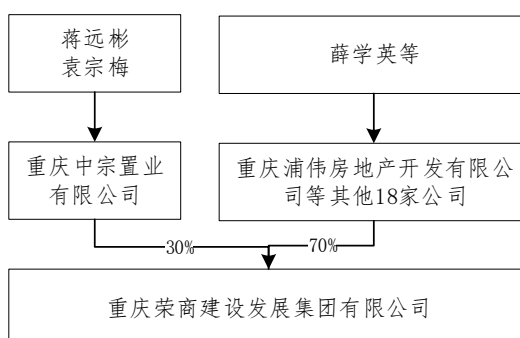 蒋远彬
袁宗梅
薛学英等
重庆中宗置业
有限公司
重庆浦伟房地产开发有限公
司等其他18家公司
30%
70%
重庆荣商建设发展集团有限公司